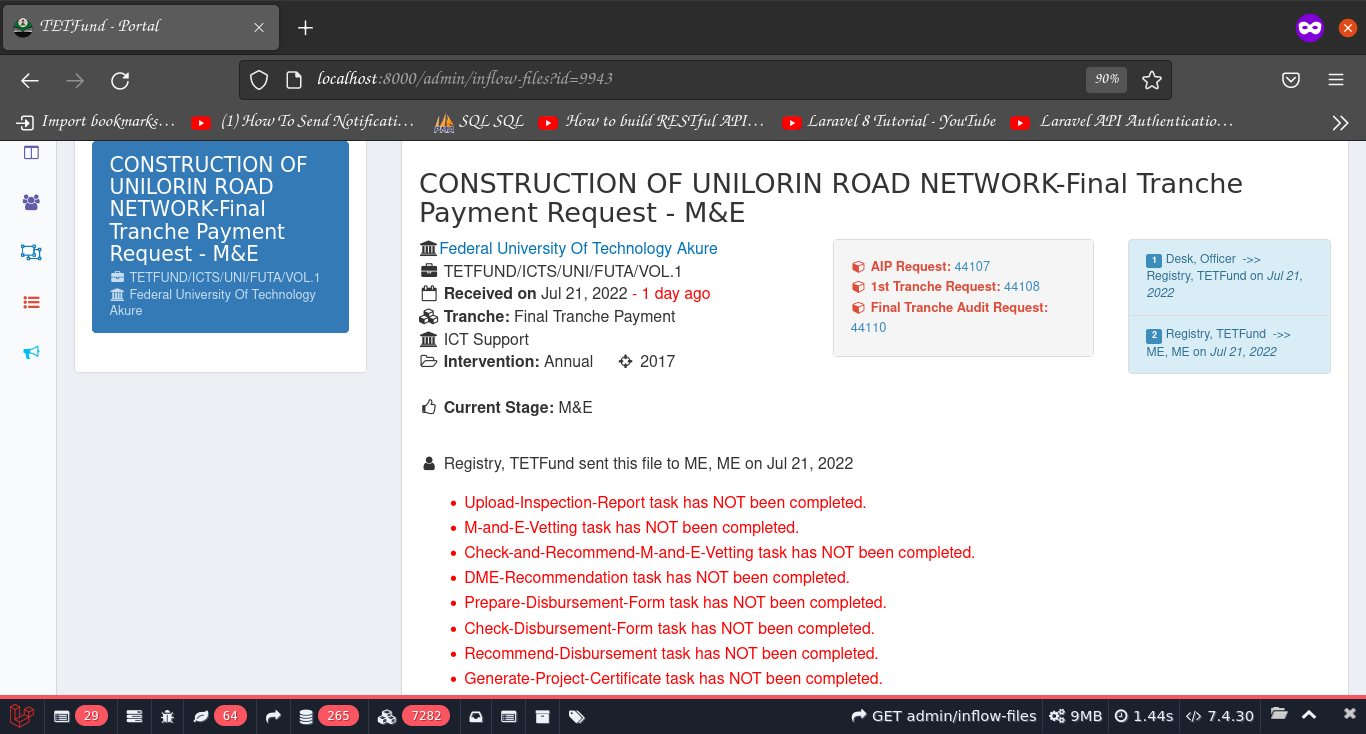 TETFund - Portal
localhost:8000/admin/inflow-files?id=9943
90%
Import bookmarks...
(1) How To Send Notificati...
SQL SQL
How to build RESTful API...
Laravel 8 Tutorial - YouTube
Laravel API Authenticatio...
CONSTRUCTION OF
UNILORIN ROAD
NETWORK-Final
Tranche Payment
Request - M&E
TETFUND/ICTS/UNI/FUTA/VOL.1
Federal University Of Technology
Akure
CONSTRUCTION OF UNILORIN ROAD NETWORK-Final Tranche
Payment Request - M&E
Federal University Of Technology Akure
TETFUND/ICTS/UNI/FUTA/VOL.1
Received on Jul 21, 2022 - 1 day ago
Tranche: Final Tranche Payment
ICT Support
Intervention: Annual 2017
Current Stage: M&E
AIP Request: 44107
1st Tranche Request: 44108
Final Tranche Audit Request:
44110
1 Desk, Officer ->>
Registry, TETFund on Jul 21,
2022
2 Registry, TETFund ->>
ME, ME on Jul 21, 2022
Registry, TETFund sent this file to ME, ME on Jul 21, 2022
• Upload-Inspection-Report task has NOT been completed.
• M-and-E-Vetting task has NOT been completed.
• Check-and-Recommend-M-and-E-Vetting task has NOT been completed.
• DME-Recommendation task has NOT been completed.
• Prepare-Disbursement-Form task has NOT been completed.
• Check-Disbursement-Form task has NOT been completed.
• Recommend-Disbursement task has NOT been completed.
• Generate-Project-Certificate task has NOT been completed.
29 64 265 7282 GET admin/inflow-files 9MB 1.44s 7.4.30